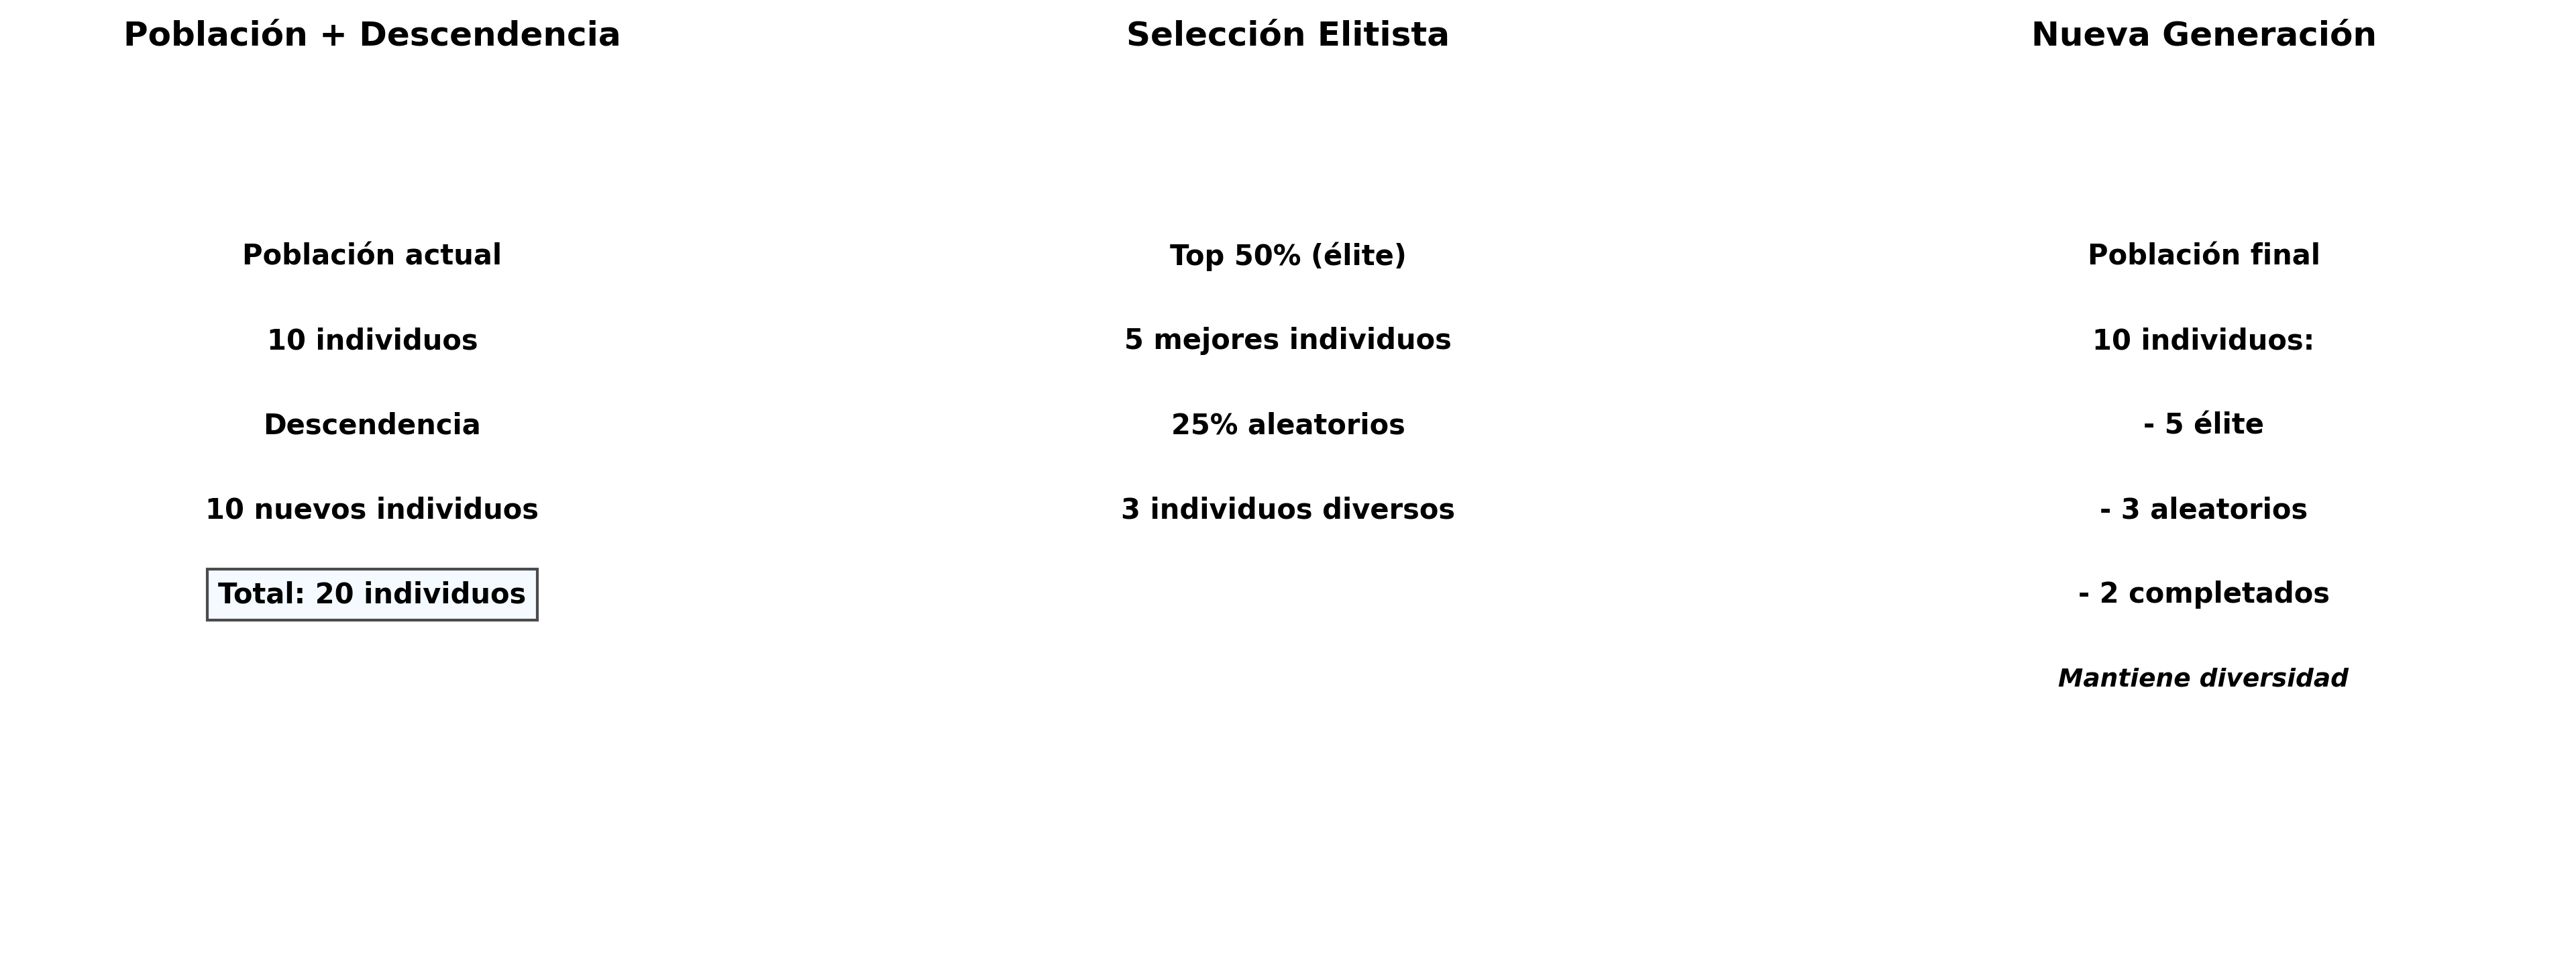 Población + Descendencia
Población actual
10 individuos
Descendencia
10 nuevos individuos
Total: 20 individuos
Selección Elitista
Top 50% (élite)
5 mejores individuos
25% aleatorios
3 individuos diversos
Nueva Generación
Población final
10 individuos:
- 5 élite
- 3 aleatorios
- 2 completados
Mantiene diversidad